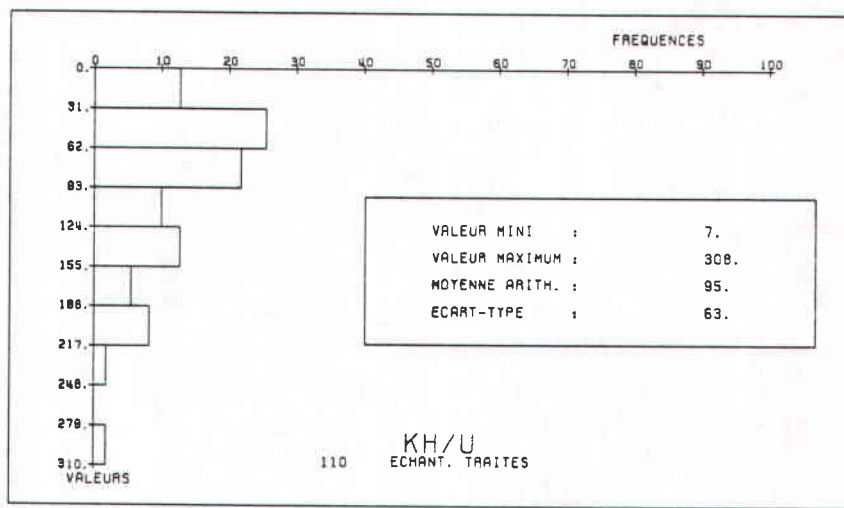 FREQUENCES
0 10 20 30 40 50 60 70 80 90 100
0.
31.
62.
93.
124.
155.
186.
217.
248.
279.
310.
VALEURS
VALEUR MINI : 7.
VALEUR MAXIMUM : 308.
MOYENNE ARITH. : 95.
ECART-TYPE : 63.
KH/U
110 ECHANT. TRAITES